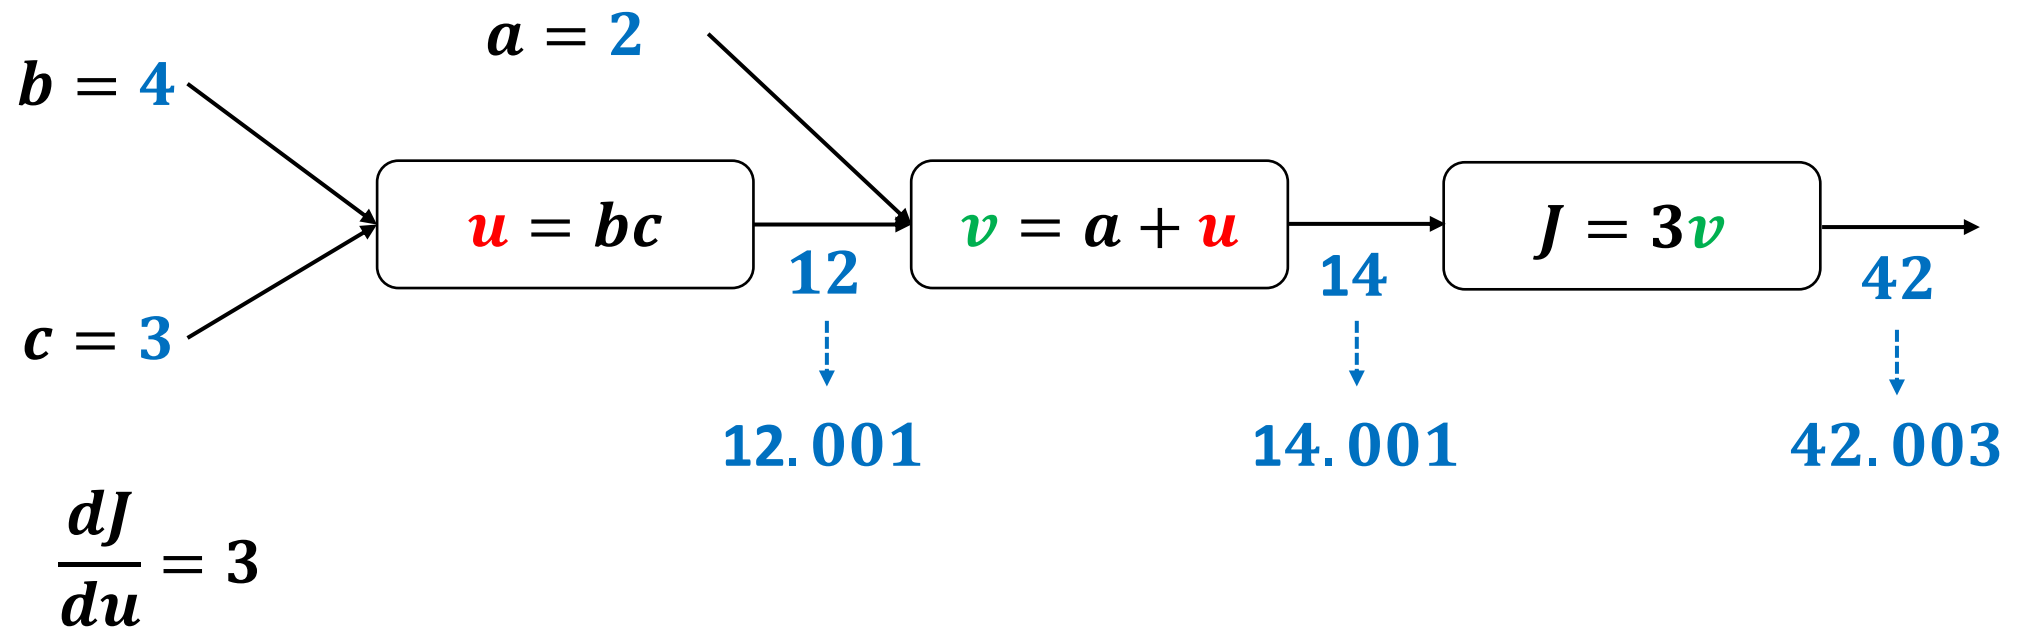 a = 2
b = 4
u = bc
v = a + u
J = 3v
12
14
42
c = 3
12.001
14.001
42.003
dJ/du = 3